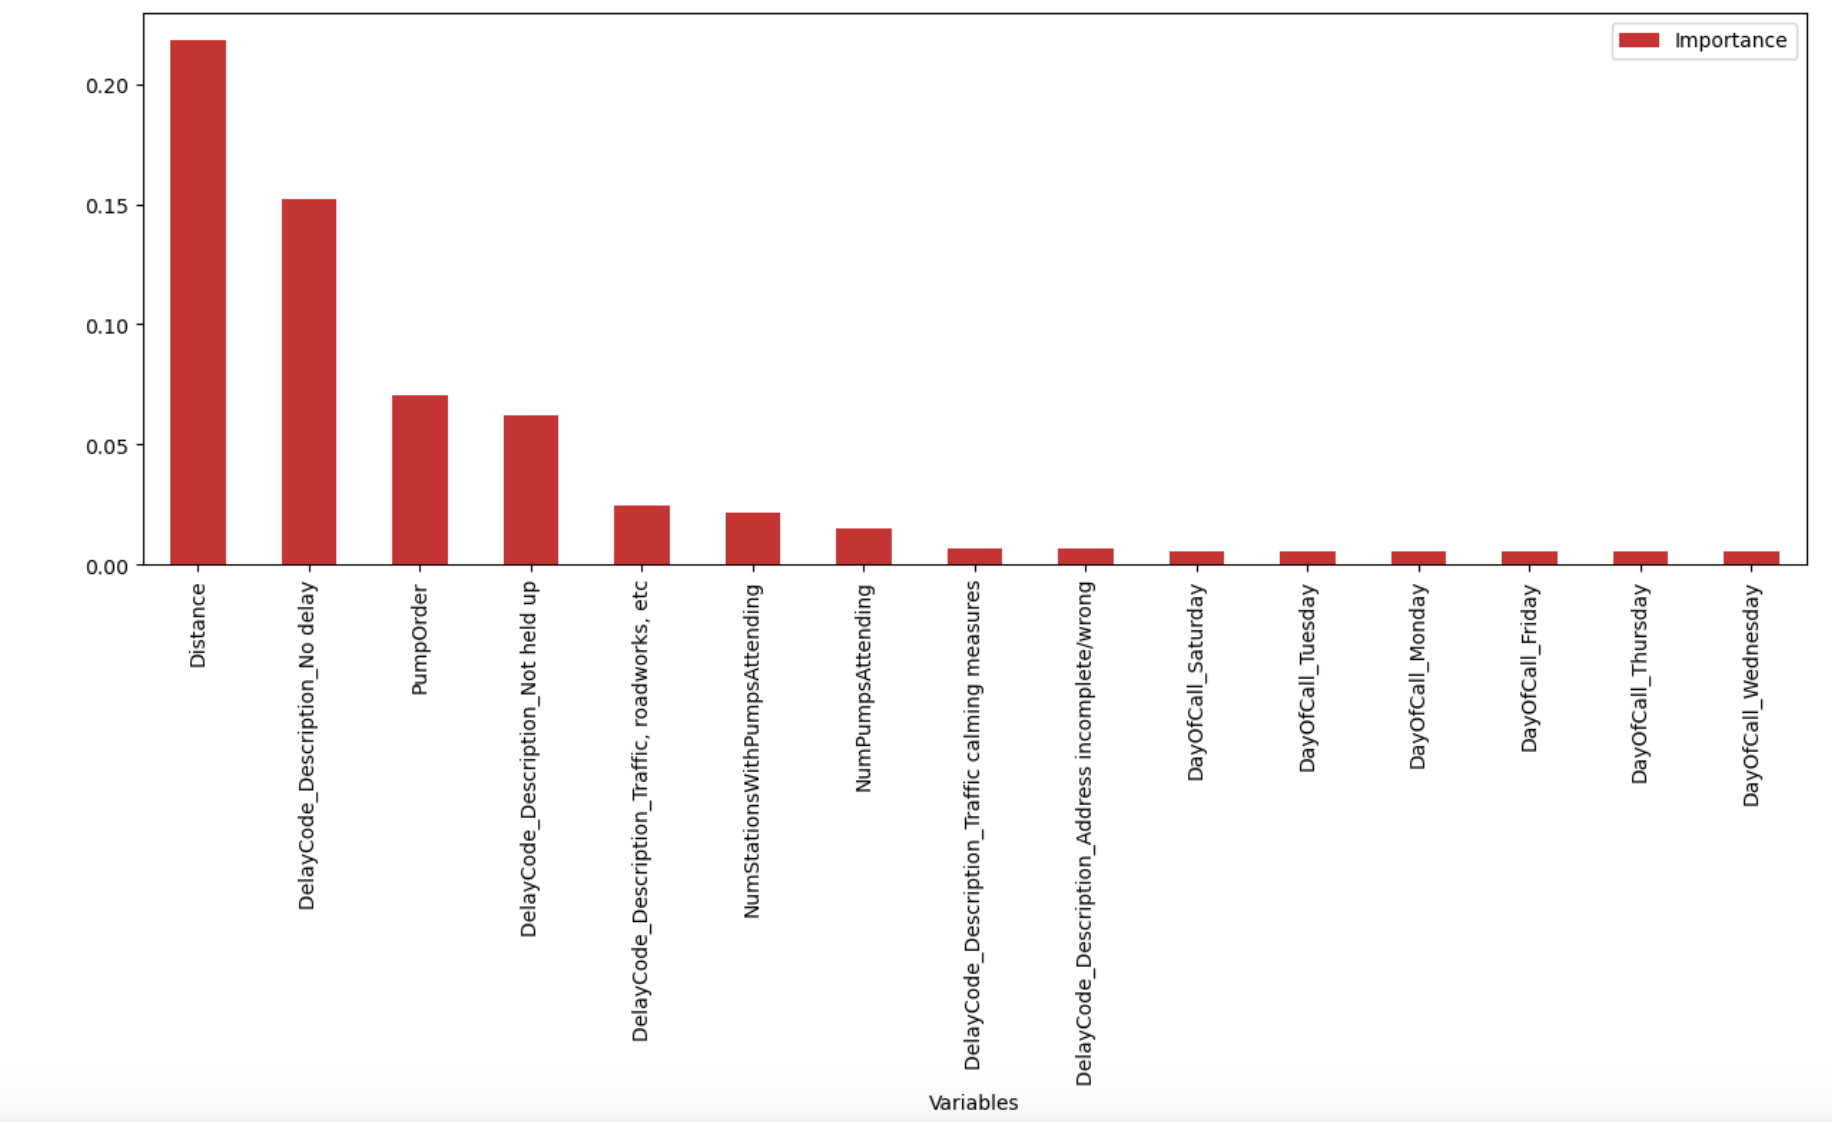 Importance
0.20
0.15
0.10
0.05
0.00
Distance
DelayCode_Description_No delay
PumpOrder
DelayCode_Description_Not held up
DelayCode_Description_Traffic, roadworks, etc
NumStationsWithPumpsAttending
NumPumpsAttending
DelayCode_Description_Traffic calming measures
DelayCode_Description_Address incomplete/wrong
DayOfCall_Saturday
DayOfCall_Tuesday
DayOfCall_Monday
DayOfCall_Friday
DayOfCall_Thursday
DayOfCall_Wednesday
Variables